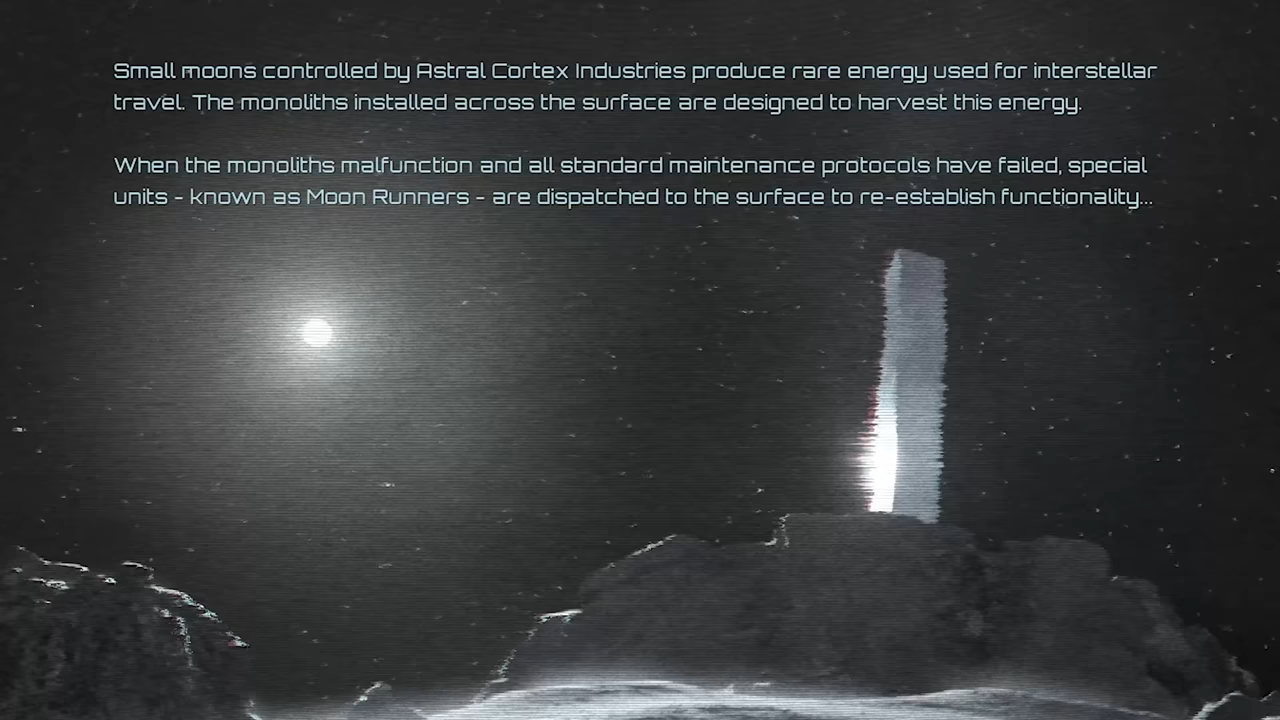 Small moons controlled by Astral Cortex Industries produce rare energy used for interstellar
travel. The monoliths installed across the surface are designed to harvest this energy.
When the monoliths malfunction and all standard maintenance protocols have failed, special
units - known as Moon Runners - are dispatched to the surface to re-establish functionality...